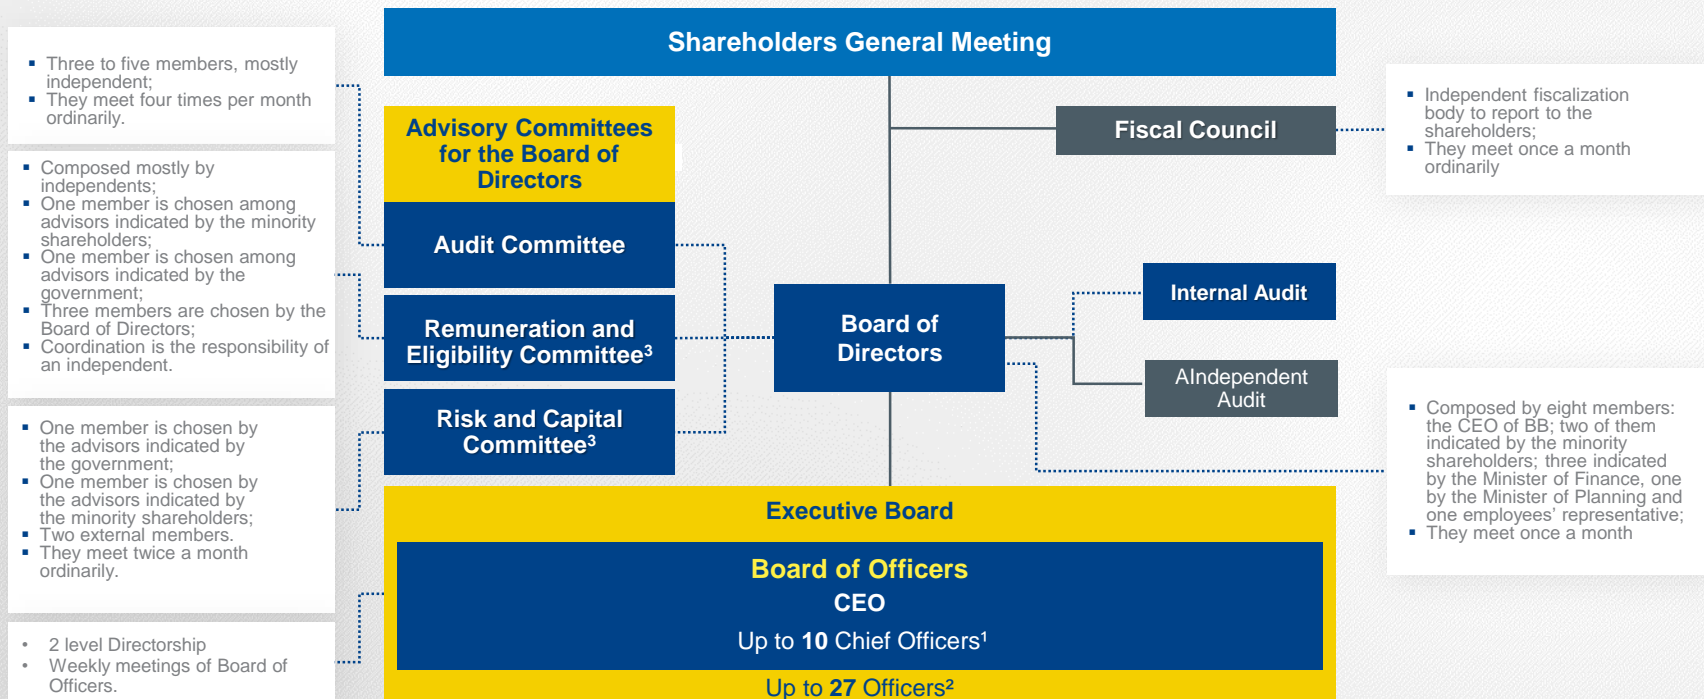 Shareholders General Meeting
▪ Three to five members, mostly
independent;
▪ They meet four times per month
ordinarily.
▪ Composed mostly by
independents;
▪ One member is chosen among
advisors indicated by the minority
shareholders;
▪ One member is chosen among
advisors indicated by the
government;
▪ Three members are chosen by the
Board of Directors;
▪ Coordination is the responsibility of
an independent.
▪ One member is chosen by
the advisors indicated by
the government;
▪ One member is chosen by
the advisors indicated by
the minority shareholders;
▪ Two external members.
▪ They meet twice a month
ordinarily.
• 2 level Directorship
• Weekly meetings of Board of
Officers.
Advisory Committees
for the Board of
Directors
Audit Committee
Remuneration and
Eligibility Committee³
Risk and Capital
Committee³
Board of
Directors
Fiscal Council
Internal Audit
AIndependent
Audit
▪ Independent fiscalization
body to report to the
shareholders;
▪ They meet once a month
ordinarily
▪ Composed by eight members:
the CEO of BB; two of them
indicated by the minority
shareholders; three indicated
by the Minister of Finance, one
by the Minister of Planning and
one employees’ representative;
▪ They meet once a month
Executive Board
Board of Officers
CEO
Up to 10 Chief Officers¹
Up to 27 Officers²